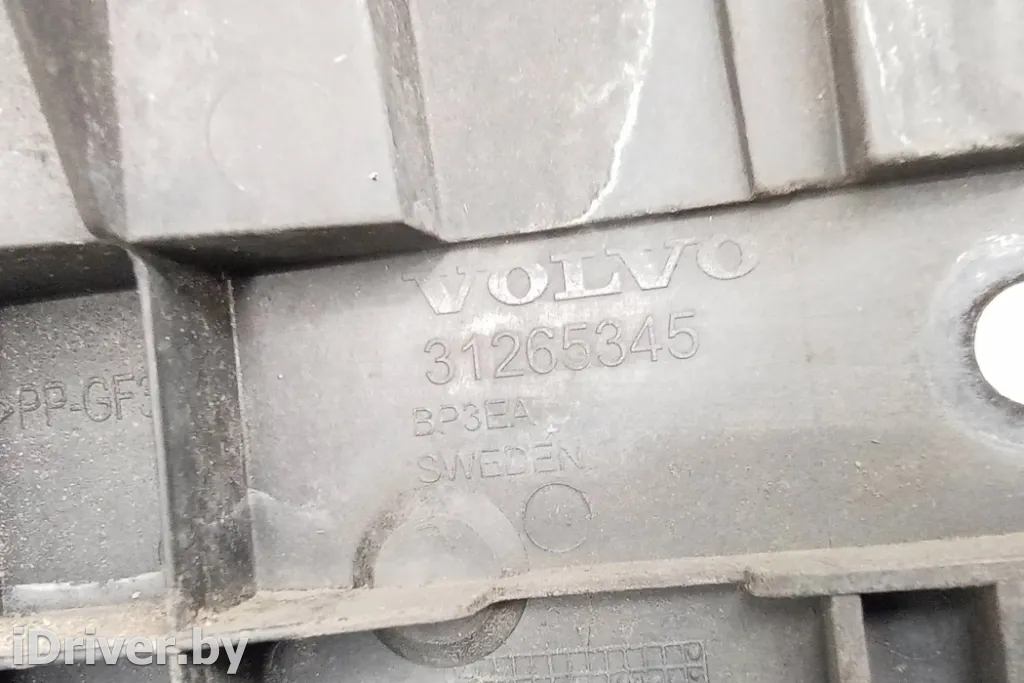 VOLVO
31265345
>PP-GF3
BP3EA
SWEDEN
iDriver.by